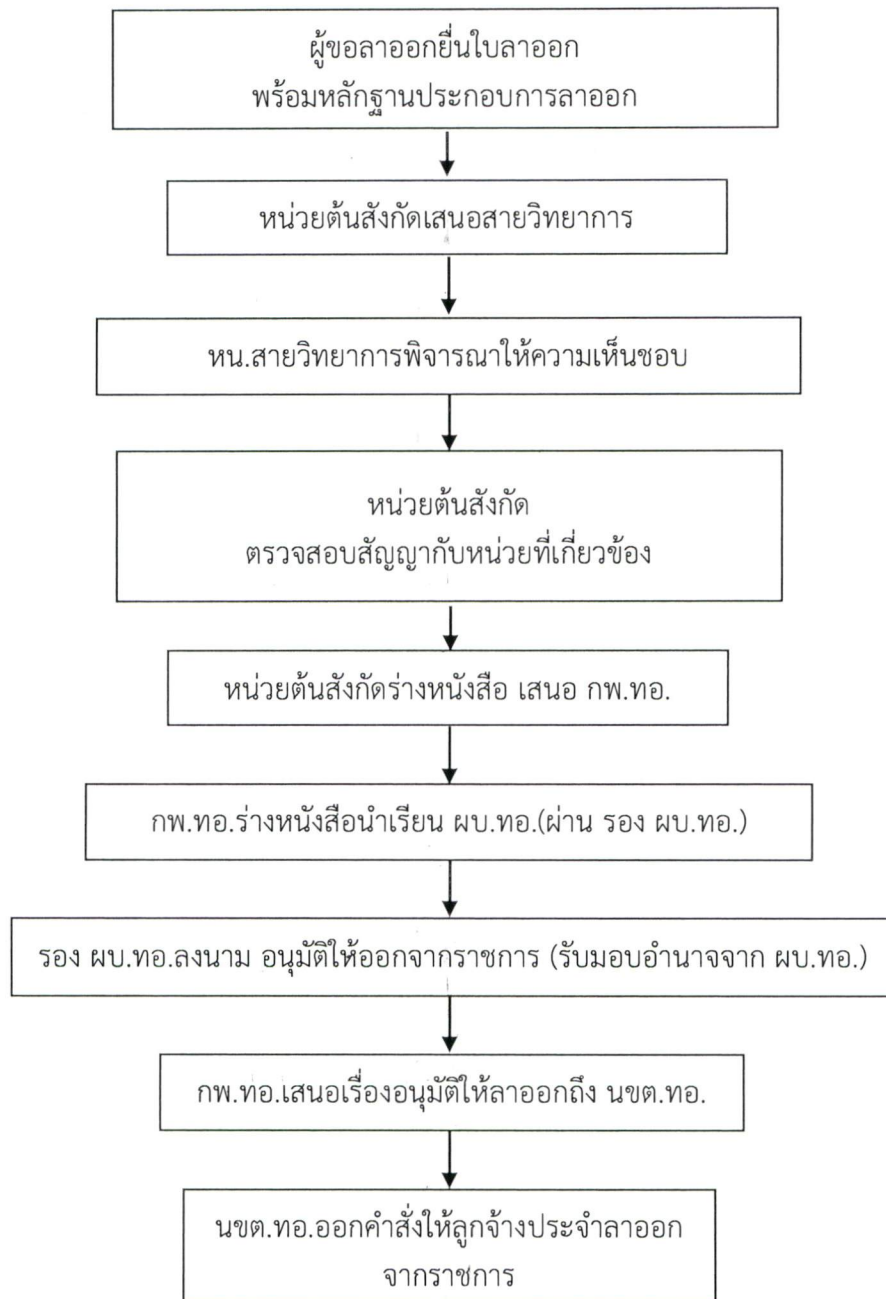 ผู้ขอลาออกยื่นใบลาออก
พร้อมหลักฐานประกอบการลาออก
หน่วยต้นสังกัดเสนอสายวิทยาการ
หน.สายวิทยาการพิจารณาให้ความเห็นชอบ
หน่วยต้นสังกัด
ตรวจสอบสัญญากับหน่วยที่เกี่ยวข้อง
หน่วยต้นสังกัดร่างหนังสือ เสนอ กพ.ทอ.
กพ.ทอ.ร่างหนังสือนำเรียน ผบ.ทอ.(ผ่าน รอง ผบ.ทอ.)
รอง ผบ.ทอ.ลงนาม อนุมัติให้ออกจากราชการ (รับมอบอำนาจจาก ผบ.ทอ.)
กพ.ทอ.เสนอเรื่องอนุมัติให้ลาออกถึง นขต.ทอ.
นขต.ทอ.ออกคำสั่งให้ลูกจ้างประจำลาออก
จากราชการ